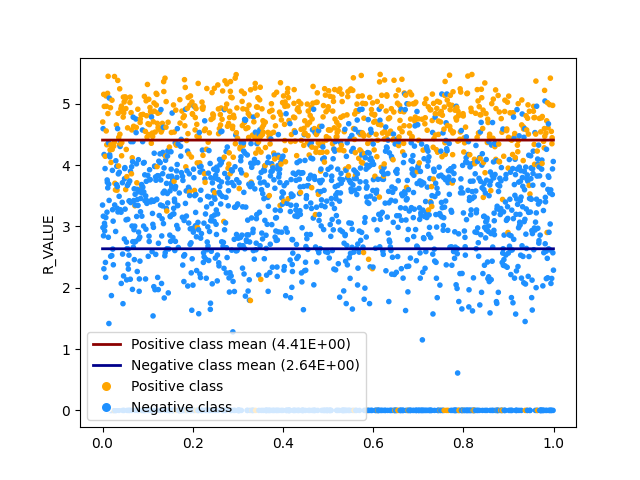 R_VALUE
5
4
3
2
1
0
Positive class mean (4.41E+00)
Negative class mean (2.64E+00)
Positive class
Negative class
0.0 0.2 0.4 0.6 0.8 1.0